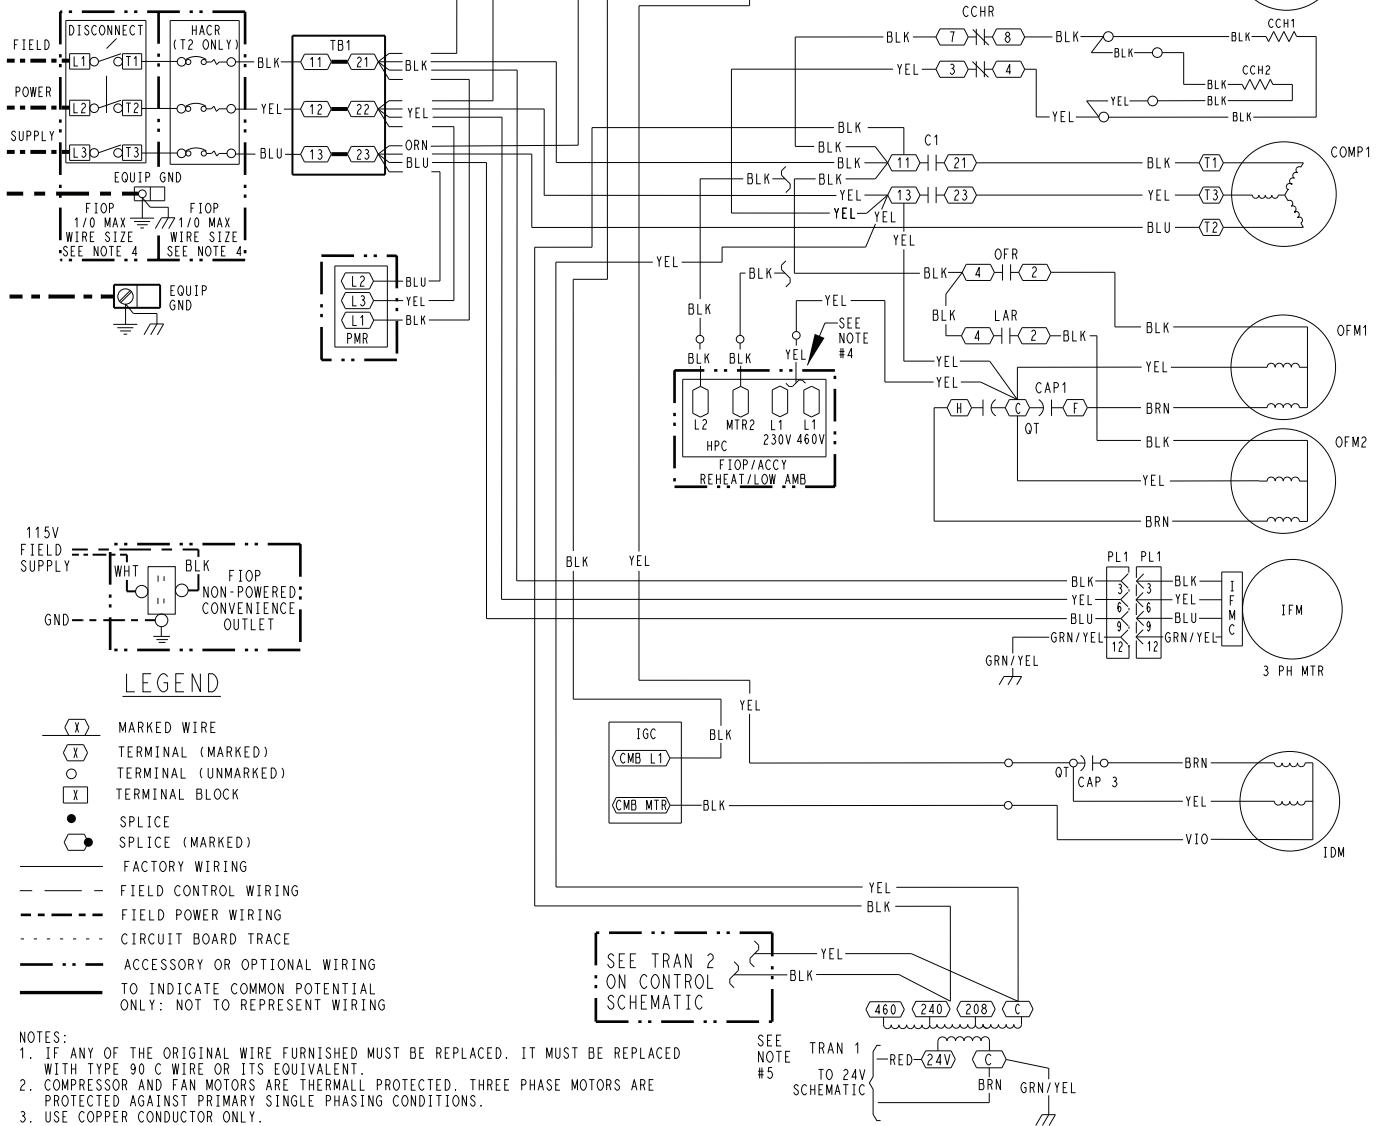 DISCONNECT
HACR
(T2 ONLY)
FIELD
L1
T1
POWER
L2
T2
SUPPLY
L3
T3
EQUIP GND
FIOP
1/0 MAX
WIRE SIZE
SEE NOTE 4
FIOP
1/0 MAX
WIRE SIZE
SEE NOTE 4
EQUIP
GND
BLK
YEL
BLU
TB1
11
21
12
22
13
23
BLK
YEL
ORN
BLU
L2
BLU
L3
YEL
L1
BLK
PMR
CCHR
BLK
7
8
BLK
BLK
CCH1
BLK
YEL
3
4
BLK
CCH2
YEL
BLK
YEL
BLK
BLK
BLK
C1
BLK
11
21
BLK
T1
COMP1
BLK
BLK
YEL
13
23
YEL
T3
YEL
YEL
BLU
T2
YEL
YEL
BLK
BLK
OFR
4
2
BLK
LAR
4
2
BLK
BLK
OFM1
YEL
SEE
NOTE
#4
BLK
BLK
BLK
YEL
YEL
YEL
YEL
CAP1
H
C
F
BRN
QT
L2
MTR2
L1
230V
L1
460V
HPC
FIOP/ACCY
REHEAT/LOW AMB
BLK
OFM2
YEL
BRN
115V
FIELD
SUPPLY
WHT
BLK
FIOP
NON-POWERED
CONVENIENCE
OUTLET
GND
BLK
YEL
PL1
PL1
BLK
3
3
BLK
YEL
6
6
YEL
BLU
9
9
BLU
GRN/YEL
12
12
GRN/YEL
I
F
M
C
IFM
GRN/YEL
3 PH MTR
LEGEND
X
MARKED WIRE
X
TERMINAL (MARKED)
TERMINAL (UNMARKED)
X
TERMINAL BLOCK
SPLICE
SPLICE (MARKED)
FACTORY WIRING
FIELD CONTROL WIRING
FIELD POWER WIRING
CIRCUIT BOARD TRACE
ACCESSORY OR OPTIONAL WIRING
TO INDICATE COMMON POTENTIAL
ONLY: NOT TO REPRESENT WIRING
YEL
IGC
BLK
CMB L1
CMB MTR
BLK
QT
CAP 3
BRN
YEL
VIO
IDM
YEL
BLK
SEE TRAN 2
ON CONTROL
SCHEMATIC
YEL
BLK
460
240
208
C
SEE
NOTE
#5
TRAN 1
TO 24V
SCHEMATIC
RED
24V
C
BRN
GRN/YEL
NOTES:
1. IF ANY OF THE ORIGINAL WIRE FURNISHED MUST BE REPLACED. IT MUST BE REPLACED
WITH TYPE 90 C WIRE OR ITS EQUIVALENT.
2. COMPRESSOR AND FAN MOTORS ARE THERMALL PROTECTED. THREE PHASE MOTORS ARE
PROTECTED AGAINST PRIMARY SINGLE PHASING CONDITIONS.
3. USE COPPER CONDUCTOR ONLY.